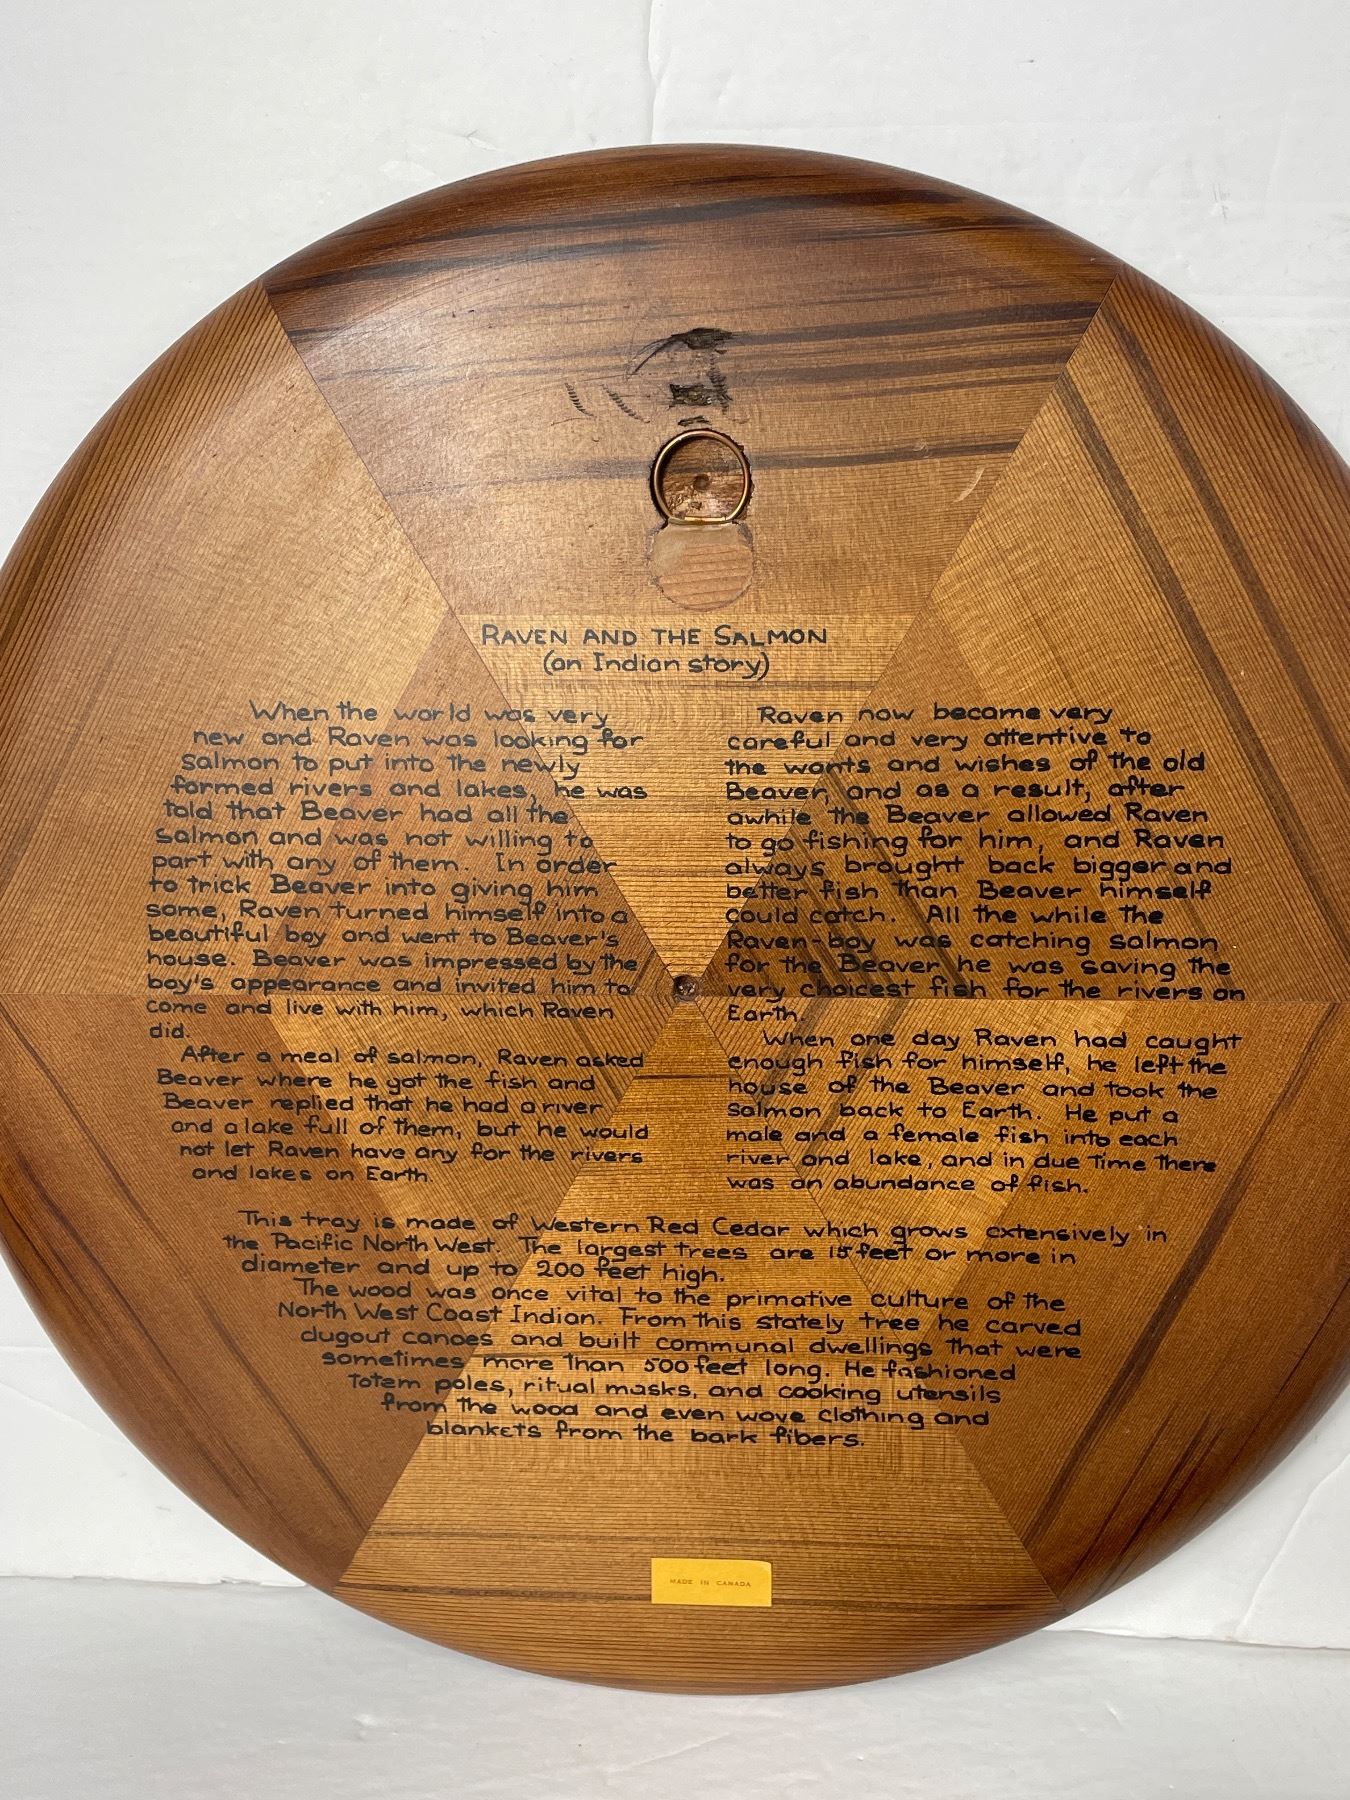 RAVEN AND THE SALMON
(an Indian story)
When the world was very
new and Raven was looking for
salmon to put into the newly
formed rivers and lakes, he was
told that Beaver had all the
salmon and was not willing to
part with any of them. In order
to trick Beaver into giving him
some, Raven turned himself into a
beautiful boy and went to Beaver's
house. Beaver was impressed by the
boy's appearance and invited him to
come and live with him, which Raven
did.
After a meal of salmon, Raven asked
Beaver where he got the fish and
Beaver replied that he had a river
and a lake full of them, but he would
not let Raven have any for the rivers
and lakes on Earth.
Raven now became very
careful and very attentive to
the wants and wishes of the old
Beaver, and as a result, after
awhile the Beaver allowed Raven
to go fishing for him, and Raven
always brought back bigger and
better fish than Beaver himself
could catch. All the while the
Raven-boy was catching salmon
for the Beaver he was saving the
very choicest fish for the rivers on
Earth.
When one day Raven had caught
enough fish for himself, he left the
house of the Beaver and took the
salmon back to Earth. He put a
male and a female fish into each
river and lake, and in due time there
was an abundance of fish.
This tray is made of Western Red Cedar which grows extensively in
the Pacific North West. The largest trees are 15 feet or more in
diameter and up to 200 feet high.
The wood was once vital to the primative culture of the
North West Coast Indian. From this stately tree he carved
dugout canoes and built communal dwellings that were
sometimes more than 500 feet long. He fashioned
totem poles, ritual masks, and cooking utensils
from the wood and even wove clothing and
blankets from the bark fibers.
MADE IN CANADA